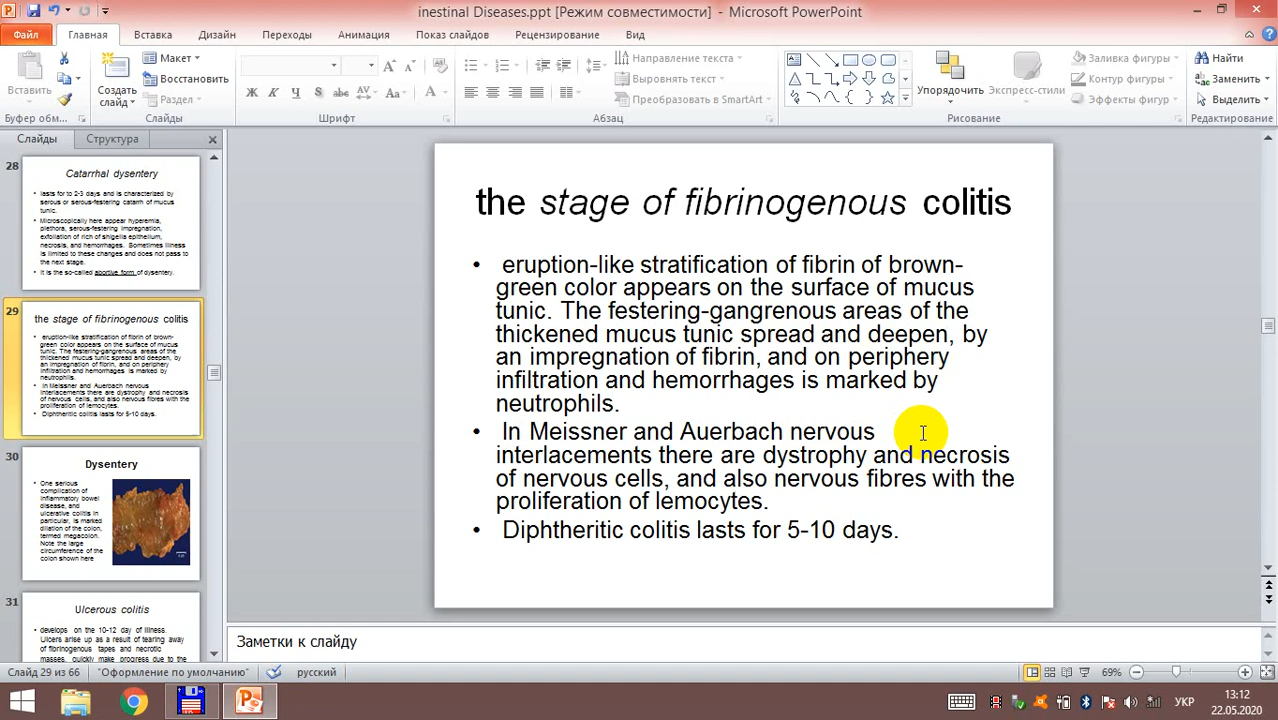 inestinal Diseases.ppt [Режим совместимости] - Microsoft PowerPoint
Файл Главная Вставка Дизайн Переходы Анимация Показ слайдов Рецензирование Вид
Вставить
Буфер обм...
Создать слайд
Макет
Восстановить
Раздел
Слайды
Ж К Ч S abc AV Aa A
Шрифт
Направление текста
Выровнять текст
Преобразовать в SmartArt
Абзац
Упорядочить
Экспресс-стили
Заливка фигуры
Контур фигуры
Эффекты фигур
Рисование
Найти
Заменить
Выделить
Редактирование
Слайды Структура
28
Catarrhal dysentery
• lasts for to 2-3 days and is characterized by
serous or serous-festering catarrh of mucus
tunic.
• Microscopically here appear hyperemia,
plethora, serous-festering impregnation,
exfoliation of rich of shigella epithelium,
necrosis, and hemorrhages. Sometimes illness
is limited to these changes and does not pass to
the next stage.
• It is the so-called abortive form of dysentery.
29
the stage of fibrinogenous colitis
• eruption-like stratification of fibrin of brown-
green color appears on the surface of mucus
tunic. The festering-gangrenous areas of the
thickened mucus tunic spread and deepen, by
an impregnation of fibrin, and on periphery
infiltration and hemorrhages is marked by
neutrophils.
• In Meissner and Auerbach nervous
interlacements there are dystrophy and necrosis
of nervous cells, and also nervous fibres with the
proliferation of lemocytes.
• Diphtheritic colitis lasts for 5-10 days.
30
Dysentery
• One serious
complication of
inflammatory bowel
disease, and
ulcerative colitis in
particular, is marked
dilation of the colon,
termed megacolon.
Note the large
circumference of the
colon shown here
31
Ulcerous colitis
• develops on the 10-12 day of illness.
Ulcers arise up as a result of tearing away
of fibrinogenous tapes and necrotic
masses, quickly make progress due to the
the stage of fibrinogenous colitis
• eruption-like stratification of fibrin of brown-
green color appears on the surface of mucus
tunic. The festering-gangrenous areas of the
thickened mucus tunic spread and deepen, by
an impregnation of fibrin, and on periphery
infiltration and hemorrhages is marked by
neutrophils.
• In Meissner and Auerbach nervous
interlacements there are dystrophy and necrosis
of nervous cells, and also nervous fibres with the
proliferation of lemocytes.
• Diphtheritic colitis lasts for 5-10 days.
Заметки к слайду
Слайд 29 из 66 "Оформление по умолчанию" русский 69%
УКР
13:12
22.05.2020